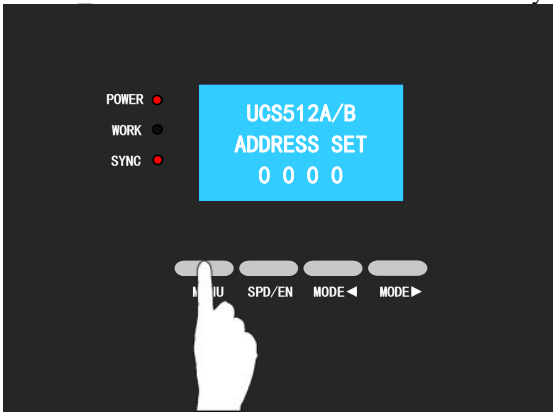 POWER
WORK
SYNC
UCS512A/B
ADDRESS SET
0 0 0 0
SPD/EN
MODE◀
MODE▶